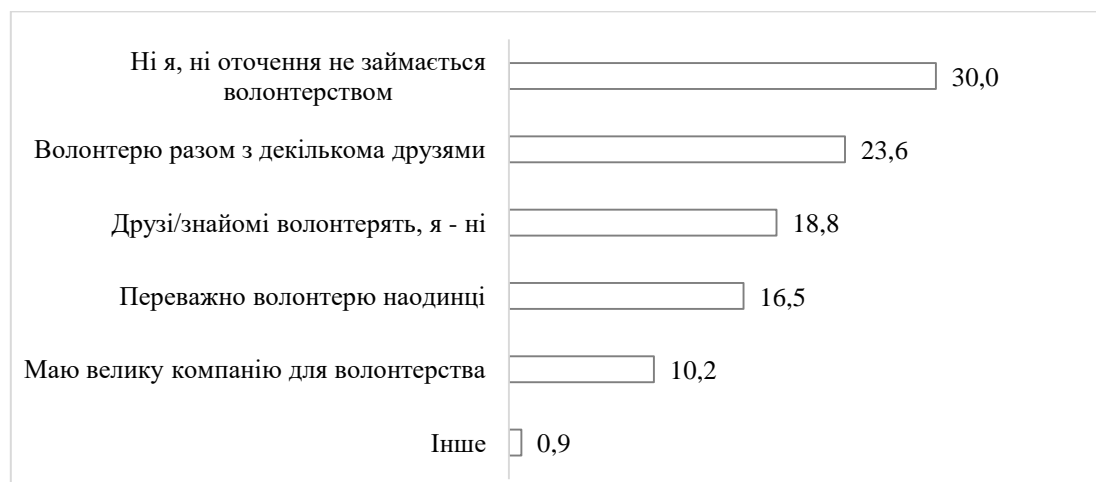 Ні я, ні оточення не займається
волонтерством
30,0
Волонтерю разом з декількома друзями
23,6
Друзі/знайомі волонтерять, я - ні
18,8
Переважно волонтерю наодинці
16,5
Маю велику компанію для волонтерства
10,2
Інше
0,9